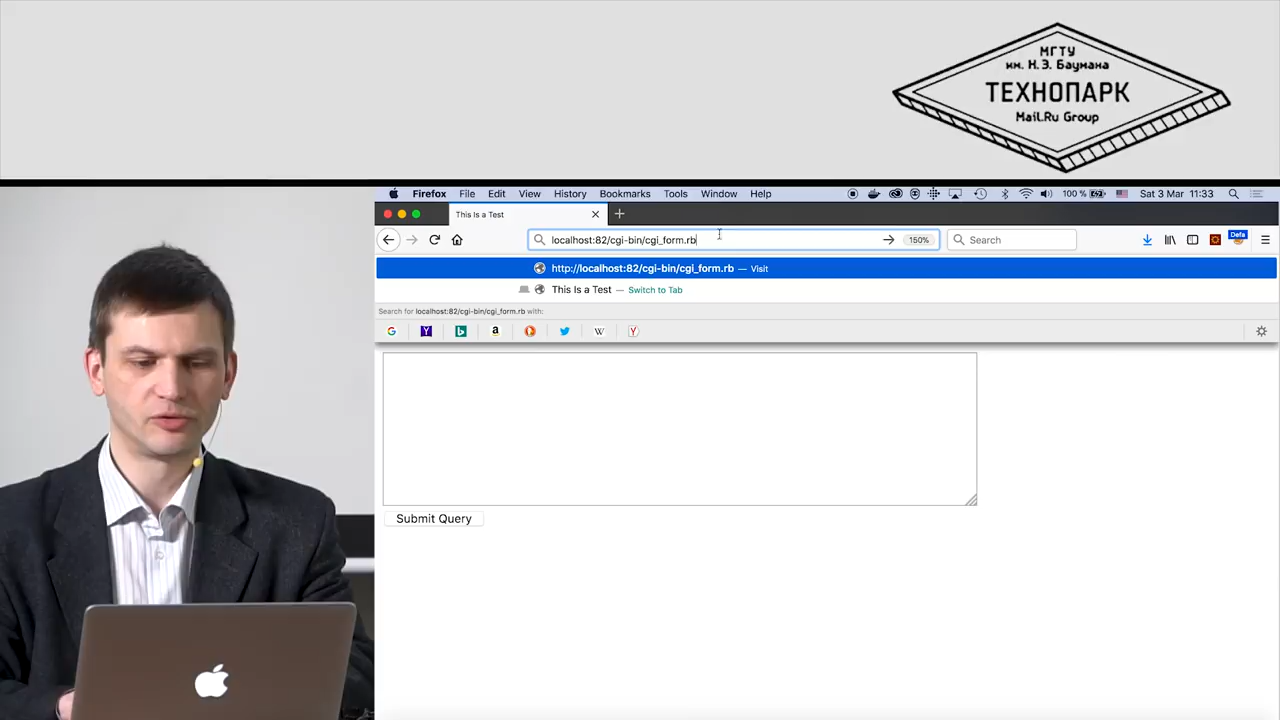 МГТУ
им. Н.Э. Баумана
ТЕХНОПАРК
Mail.Ru Group
Firefox File Edit View History Bookmarks Tools Window Help 100 % Sat 3 Mar 11:33
This Is a Test
localhost:82/cgi-bin/cgi_form.rb 150% Search Defa
http://localhost:82/cgi-bin/cgi_form.rb — Visit
This Is a Test — Switch to Tab
Search for localhost:82/cgi-bin/cgi_form.rb with:
Submit Query